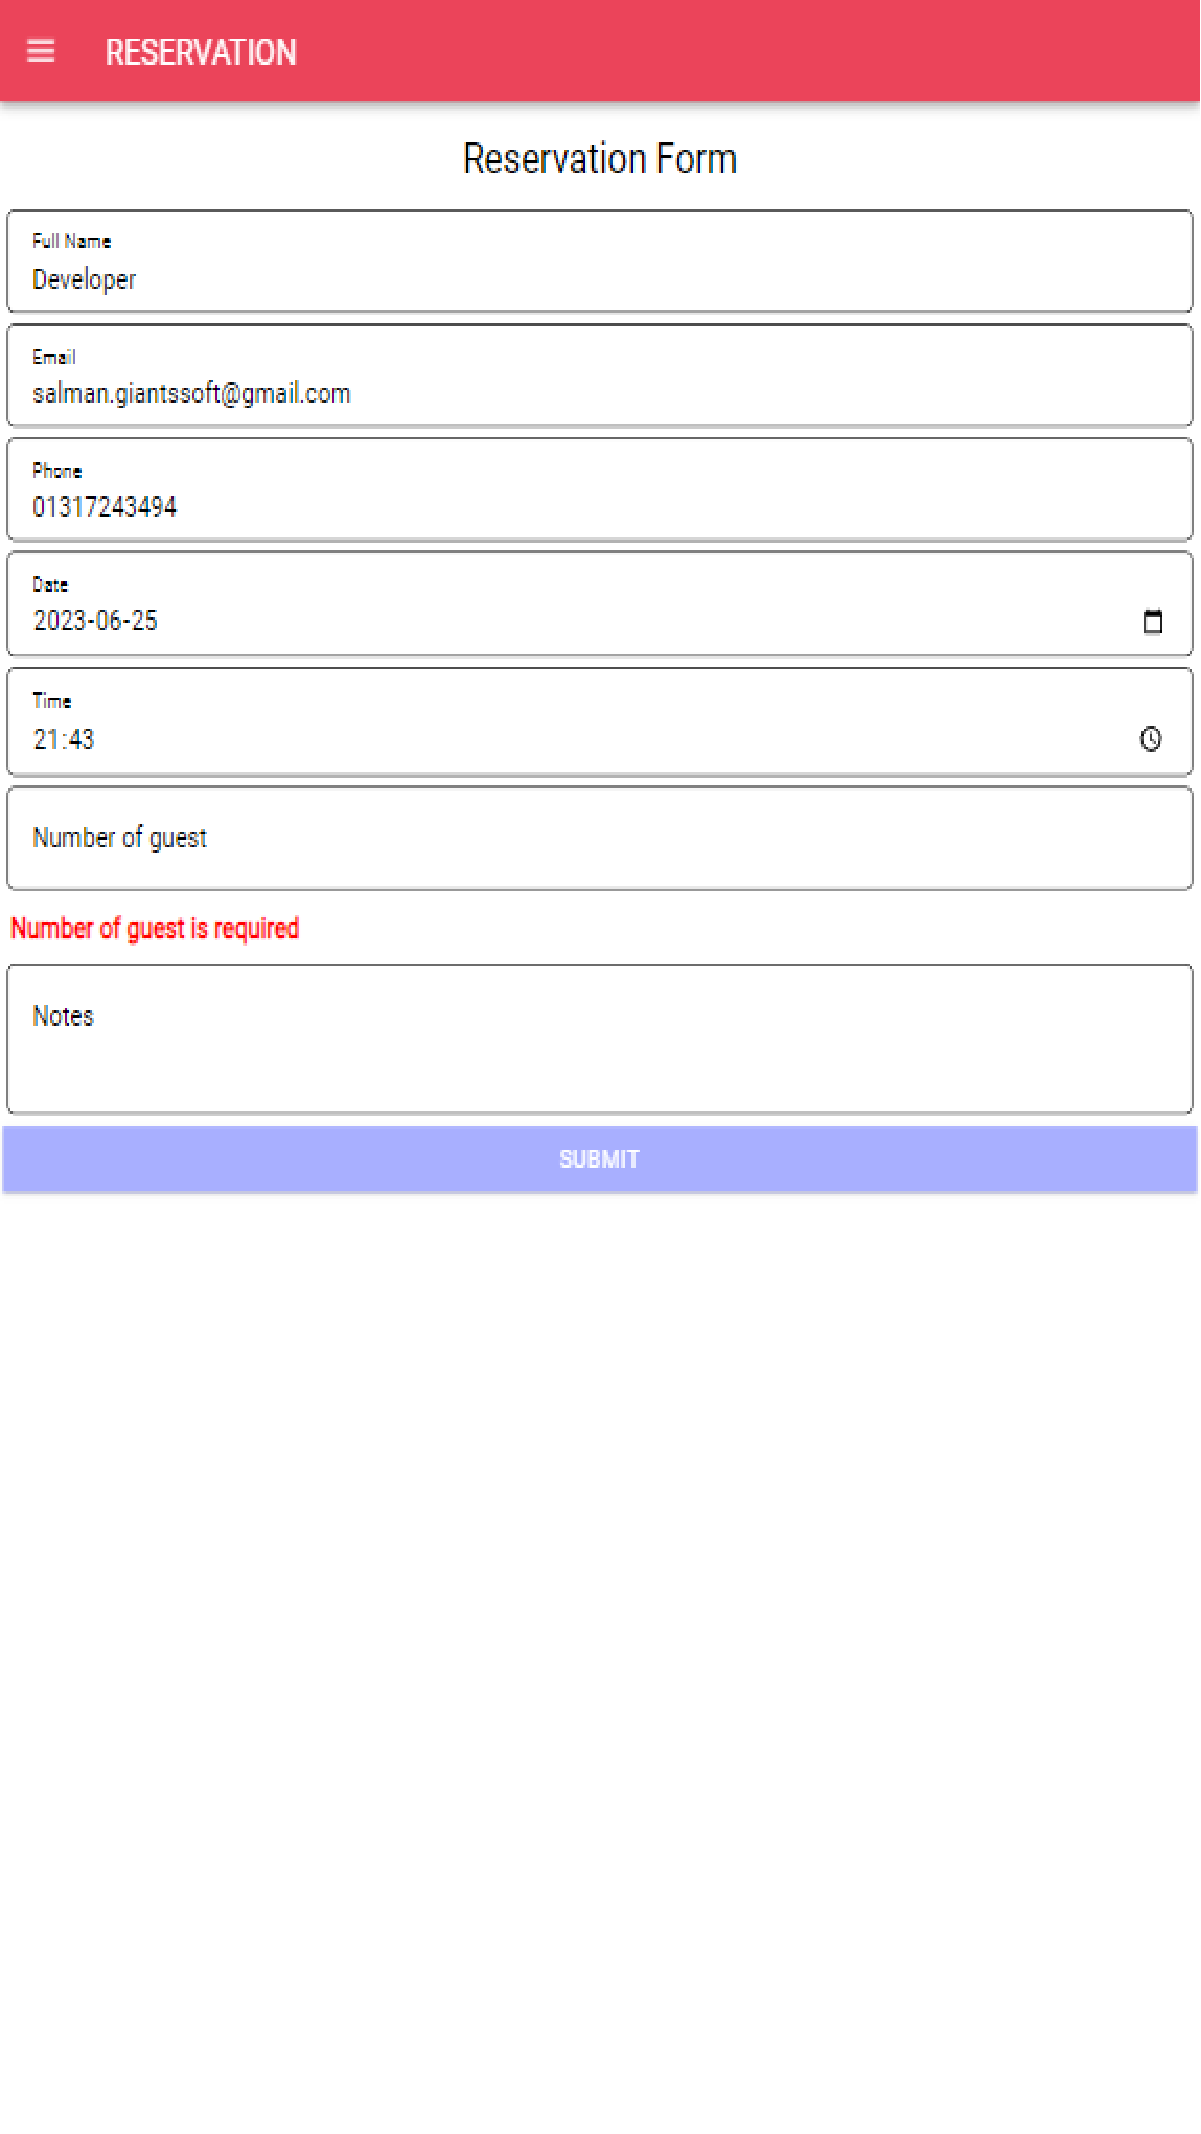 RESERVATION
Reservation Form
Full Name
Developer
Email
salman.giantssoft@gmail.com
Phone
01317243494
Date
2023-06-25
Time
21:43
Number of guest
Number of guest is required
Notes
SUBMIT